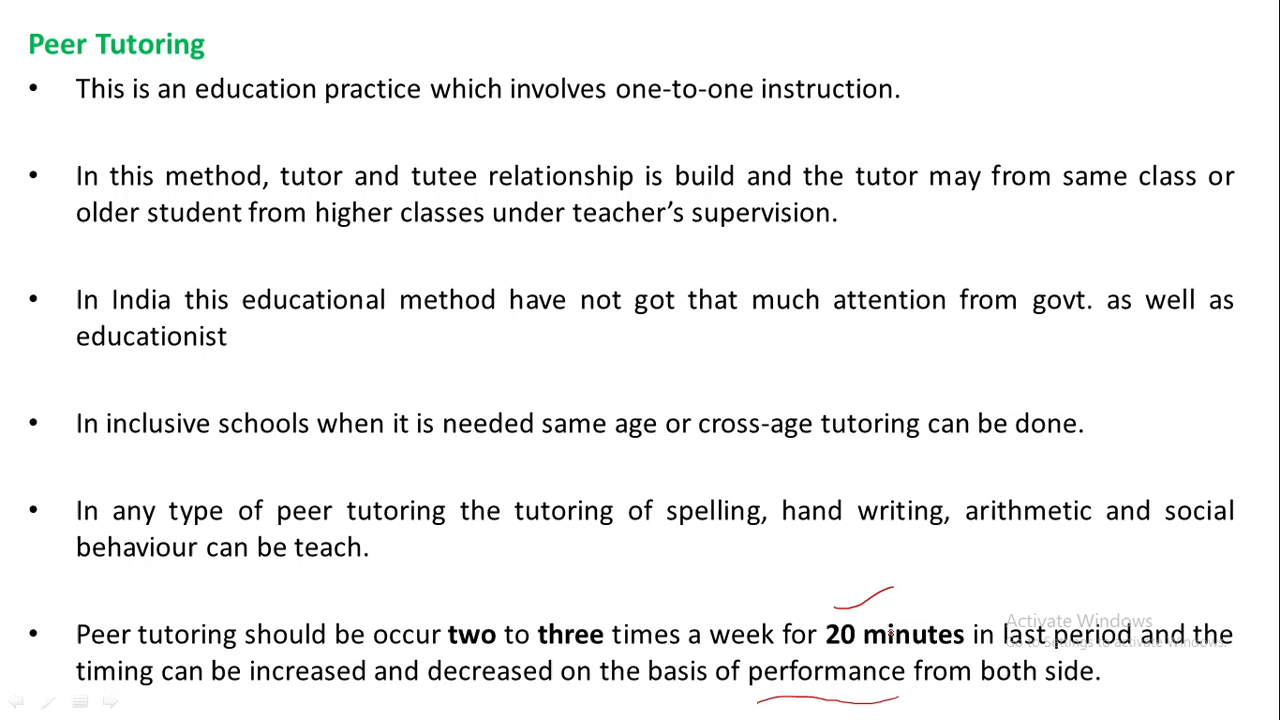 Peer Tutoring
• This is an education practice which involves one-to-one instruction.
• In this method, tutor and tutee relationship is build and the tutor may from same class or
older student from higher classes under teacher's supervision.
• In India this educational method have not got that much attention from govt. as well as
educationist
• In inclusive schools when it is needed same age or cross-age tutoring can be done.
• In any type of peer tutoring the tutoring of spelling, hand writing, arithmetic and social
behaviour can be teach.
Activate Windows
• Peer tutoring should be occur two to three times a week for 20 minutes in last period and the
Go to Settings to activate Windows.
timing can be increased and decreased on the basis of performance from both side.